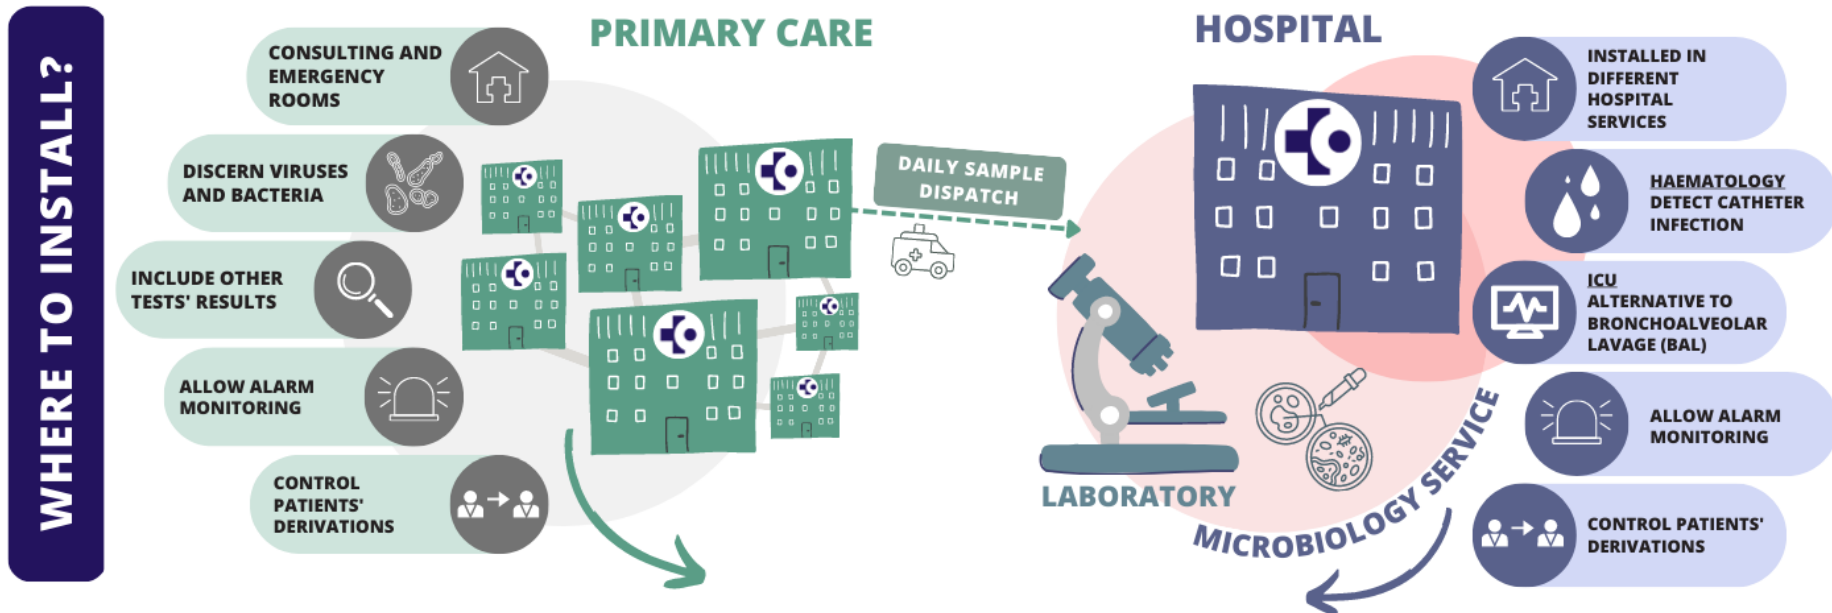 WHERE TO INSTALL?
PRIMARY CARE
CONSULTING AND
EMERGENCY
ROOMS
DISCERN VIRUSES
AND BACTERIA
INCLUDE OTHER
TESTS' RESULTS
ALLOW ALARM
MONITORING
CONTROL
PATIENTS'
DERIVATIONS
DAILY SAMPLE
DISPATCH
HOSPITAL
LABORATORY
MICROBIOLOGY SERVICE
INSTALLED IN
DIFFERENT
HOSPITAL
SERVICES
HAEMATOLOGY
DETECT CATHETER
INFECTION
ICU
ALTERNATIVE TO
BRONCHOALVEOLAR
LAVAGE (BAL)
ALLOW ALARM
MONITORING
CONTROL PATIENTS'
DERIVATIONS